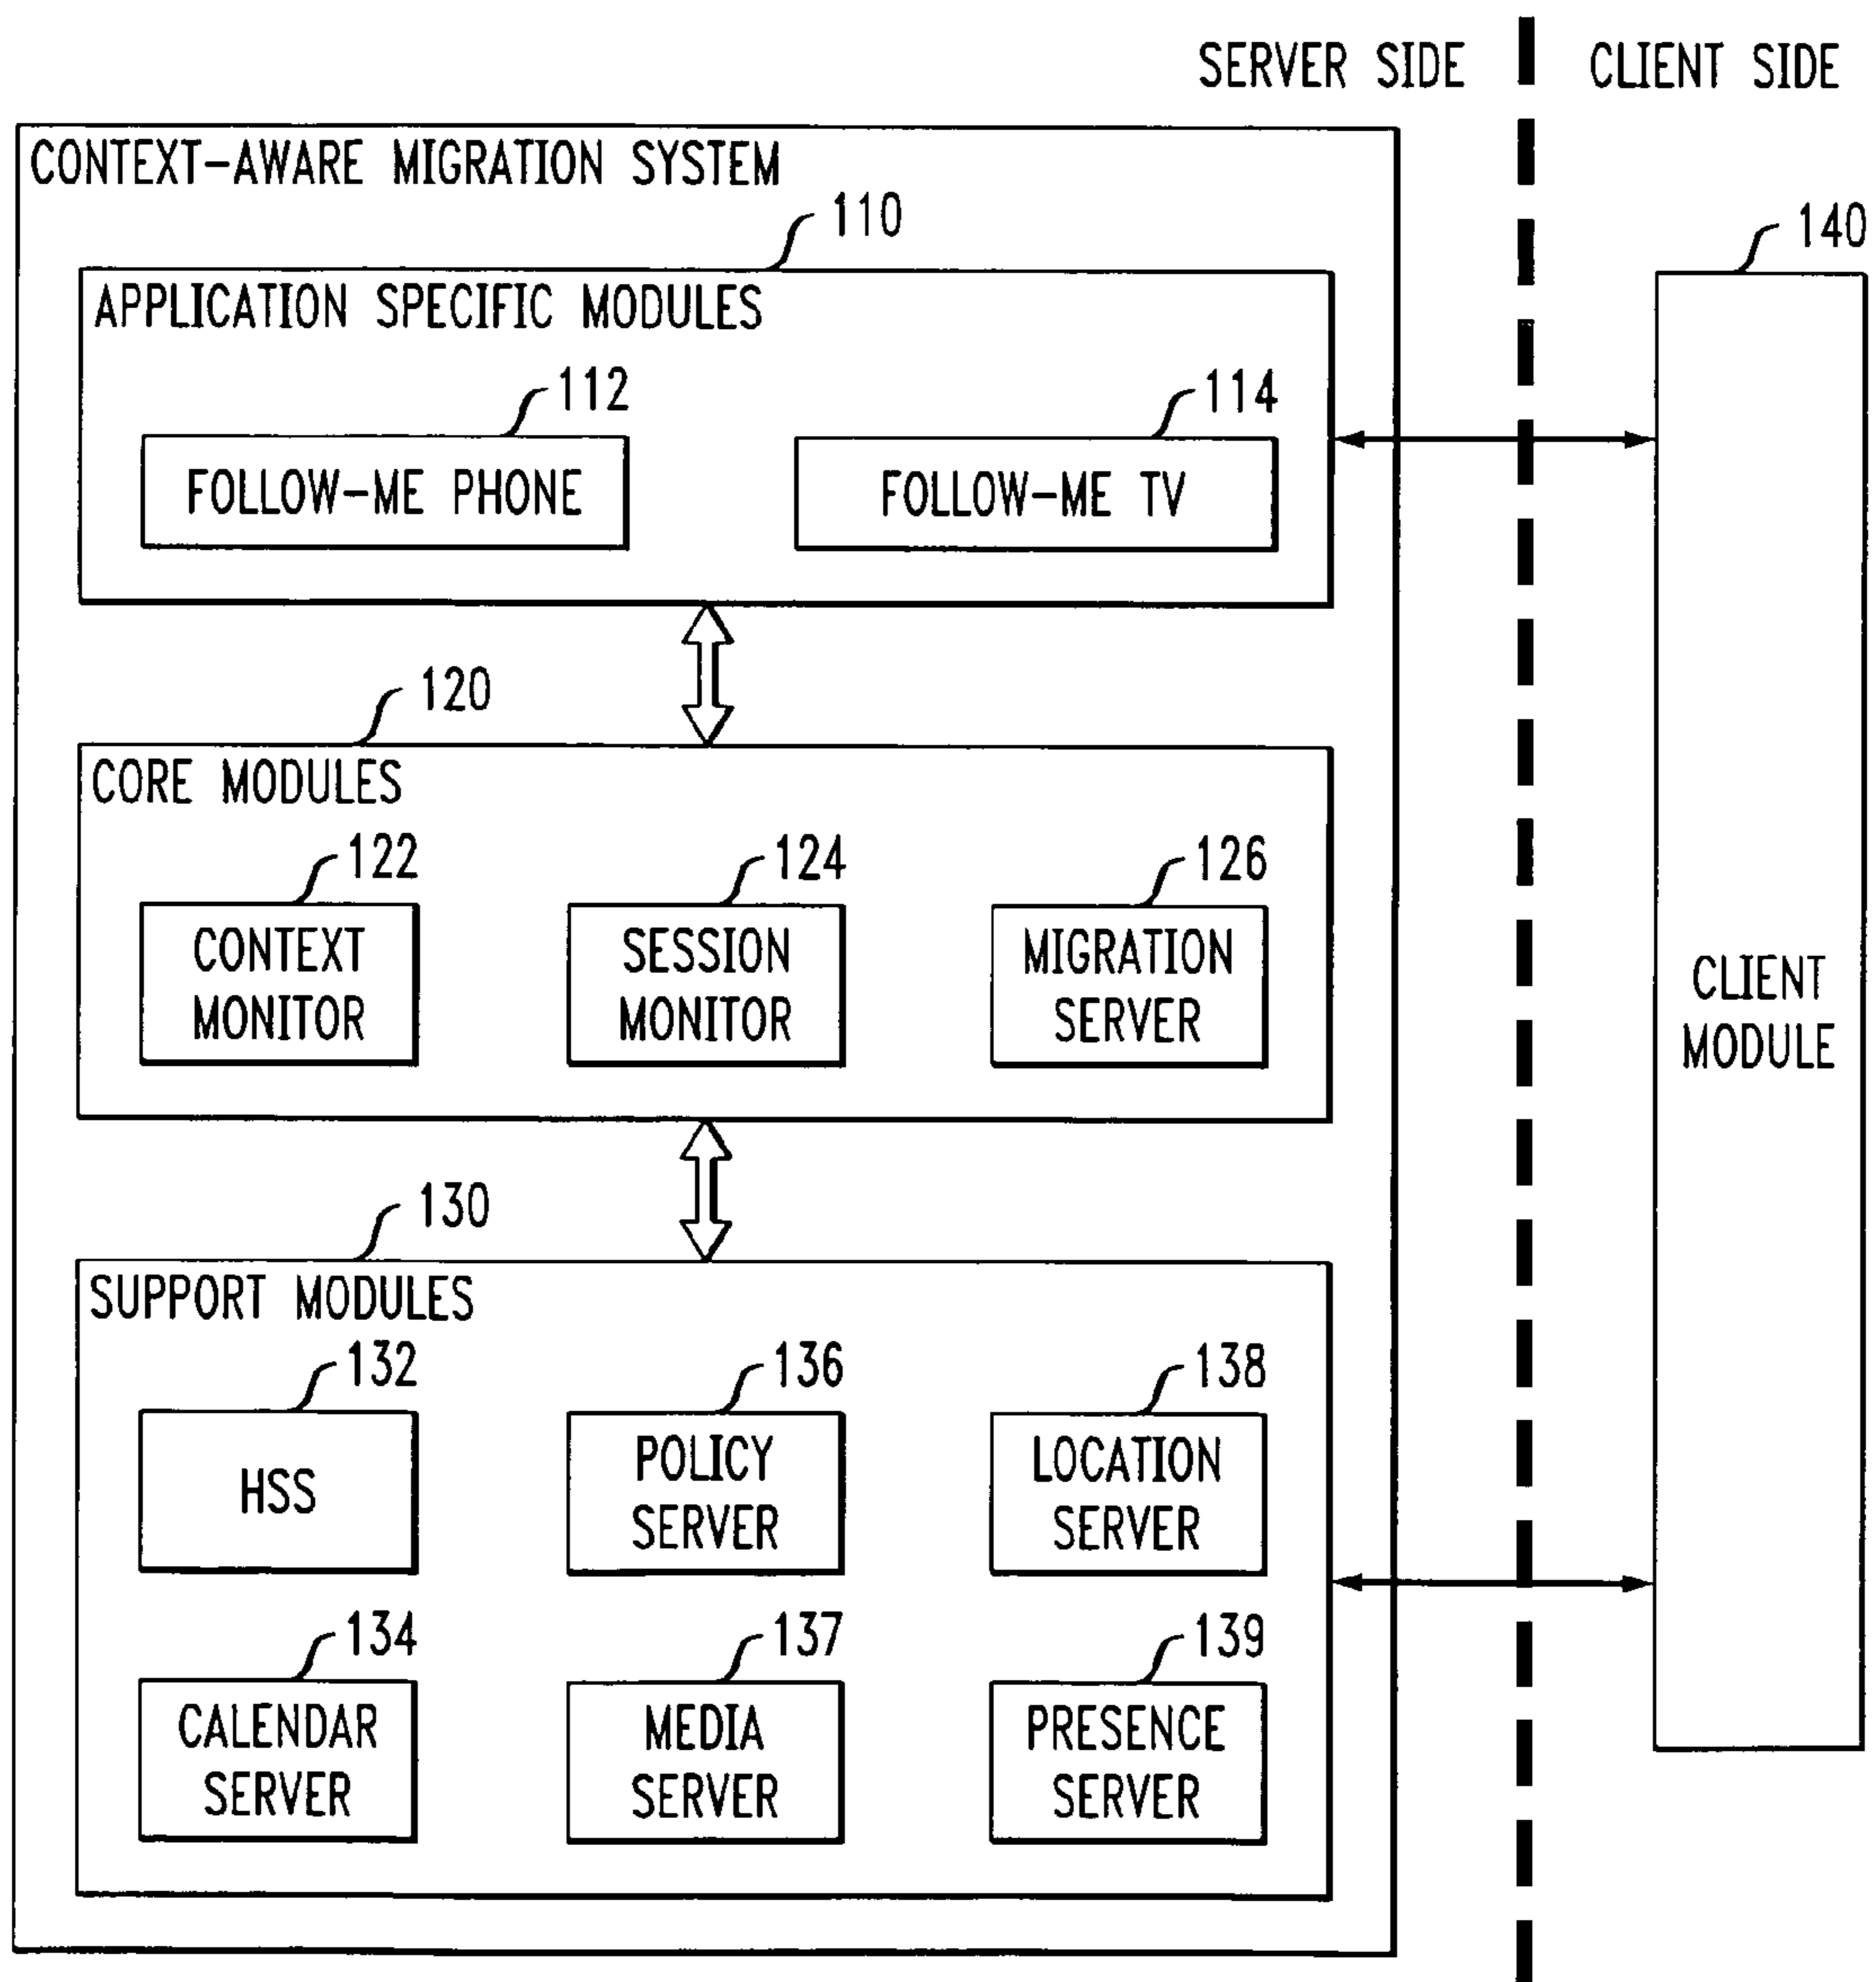 SERVER SIDE
CLIENT SIDE
CONTEXT-AWARE MIGRATION SYSTEM
110
140
APPLICATION SPECIFIC MODULES
112
114
FOLLOW-ME PHONE
FOLLOW-ME TV
120
CORE MODULES
122
124
126
CONTEXT
MONITOR
SESSION
MONITOR
MIGRATION
SERVER
CLIENT
MODULE
130
SUPPORT MODULES
132
136
138
HSS
POLICY
SERVER
LOCATION
SERVER
134
137
139
CALENDAR
SERVER
MEDIA
SERVER
PRESENCE
SERVER